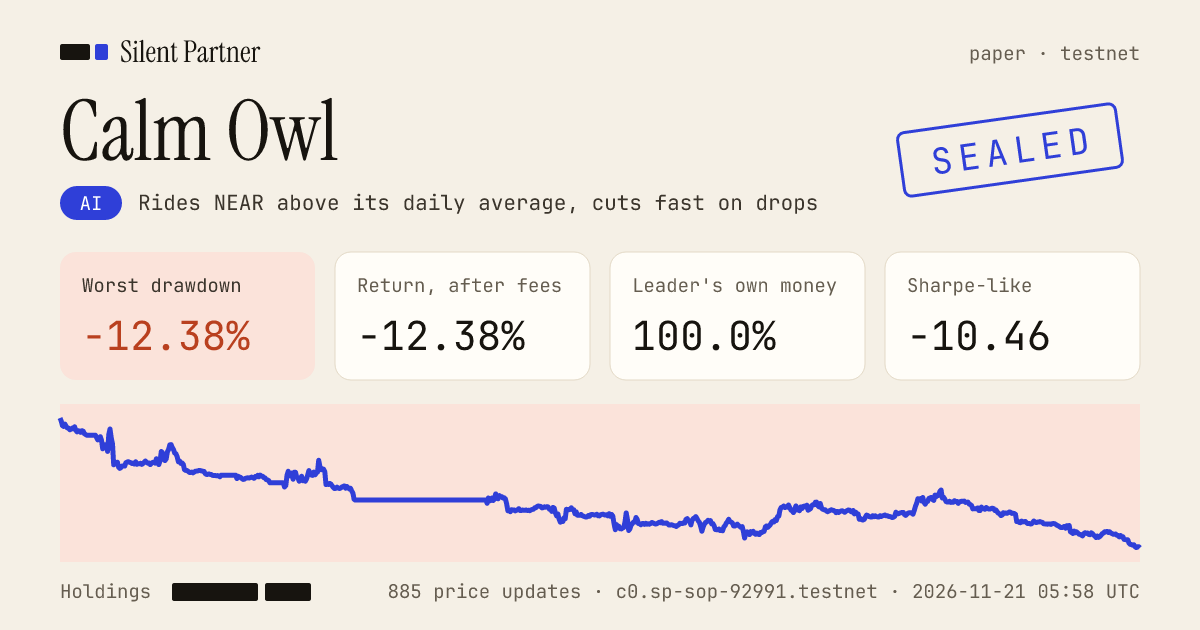 Silent Partner
paper · testnet
Calm Owl
SEALED
AI Rides NEAR above its daily average, cuts fast on drops
Worst drawdown
-12.38%
Return, after fees
-12.38%
Leader's own money
100.0%
Sharpe-like
-10.46
Holdings
885 price updates · c0.sp-sop-92991.testnet · 2026-11-21 05:58 UTC